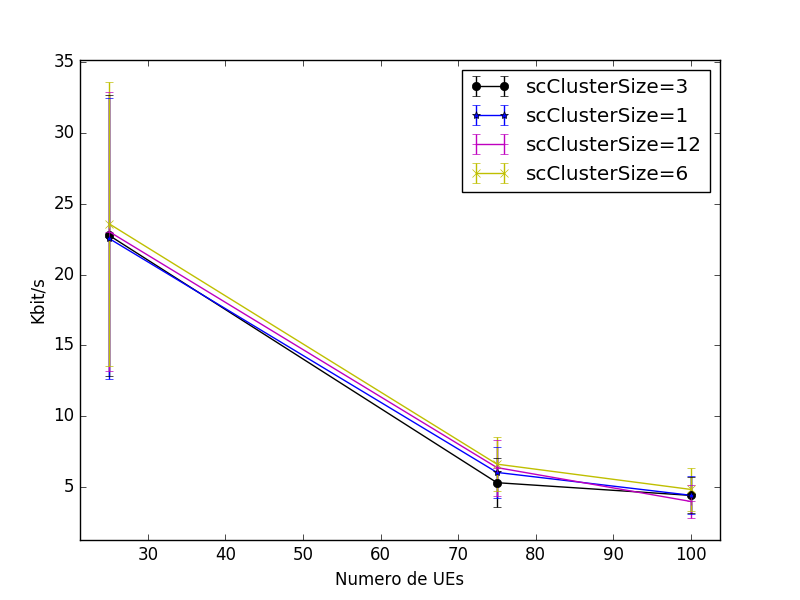 35
30
25
20
15
10
5
Kbit/s
30 40 50 60 70 80 90 100
Numero de UEs
scClusterSize=3
scClusterSize=1
scClusterSize=12
scClusterSize=6